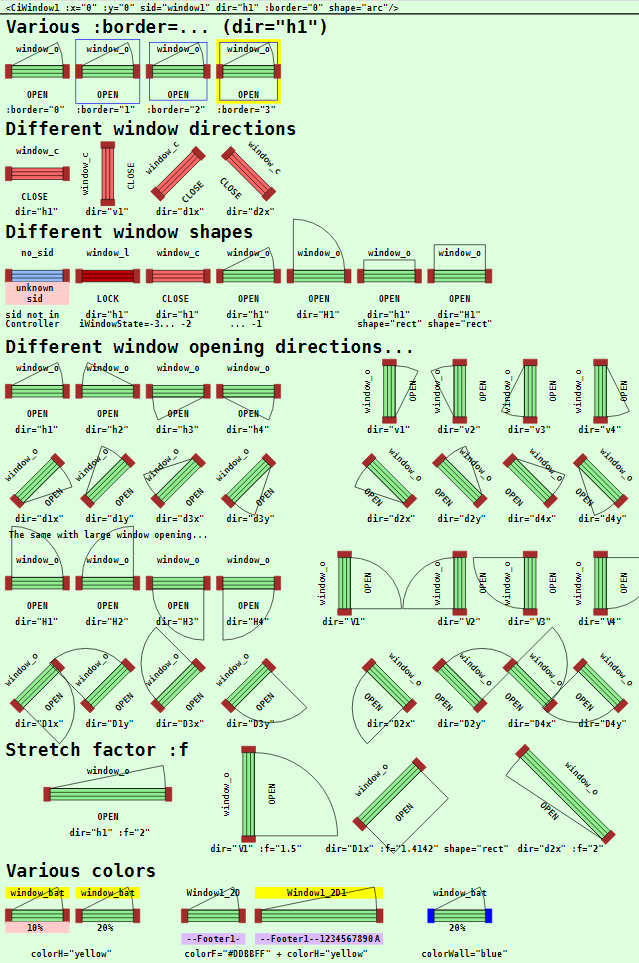 <CiWindow1 :x="0" :y="0" sid="window1" dir="h1" :border="0" shape="arc"/>
Various :border=... (dir="h1")
window_o window_o window_o window_o
OPEN OPEN OPEN OPEN
:border="0" :border="1" :border="2" :border="3"
Different window directions
window_c window_c window_c window_c
CLOSE CLOSE CLOSE CLOSE
dir="h1" dir="v1" dir="d1x" dir="d2x"
Different window shapes
no_sid window_l window_c window_o window_o window_o window_o
unknown
sid LOCK CLOSE OPEN OPEN OPEN OPEN
sid not in dir="h1" dir="h1" dir="h1" dir="H1" dir="h1" dir="H1"
Controller iWindowState=-3... -2 ... -1 shape="rect" shape="rect"
Different window opening directions...
window_o window_o window_o window_o window_o window_o window_o window_o
OPEN OPEN OPEN OPEN OPEN OPEN OPEN OPEN
dir="h1" dir="h2" dir="h3" dir="h4" dir="v1" dir="v2" dir="v3" dir="v4"
window_o window_o window_o window_o window_o window_o window_o window_o
OPEN OPEN OPEN OPEN OPEN OPEN OPEN OPEN
dir="d1x" dir="d1y" dir="d3x" dir="d3y" dir="d2x" dir="d2y" dir="d4x" dir="d4y"
The same with large window opening...
window_o window_o window_o window_o window_o window_o window_o window_o
OPEN OPEN OPEN OPEN OPEN OPEN OPEN OPEN
dir="H1" dir="H2" dir="H3" dir="H4" dir="V1" dir="V2" dir="V3" dir="V4"
window_o window_o window_o window_o window_o window_o window_o window_o
OPEN OPEN OPEN OPEN OPEN OPEN OPEN OPEN
dir="D1x" dir="D1y" dir="D3x" dir="D3y" dir="D2x" dir="D2y" dir="D4x" dir="D4y"
Stretch factor :f
window_o window_o window_o window_o
OPEN OPEN OPEN OPEN
dir="h1" :f="2"
dir="V1" :f="1.5" dir="D1x" :f="1.4142" shape="rect" dir="d2x" :f="2"
Various colors
window_bat window_bat Window1_2D Window1_2D1 window_bat
10% 20% 20%
--Footer1- --Footer1--1234567890A
colorH="yellow" colorF="#DDBBFF" + colorH="yellow" colorWall="blue"